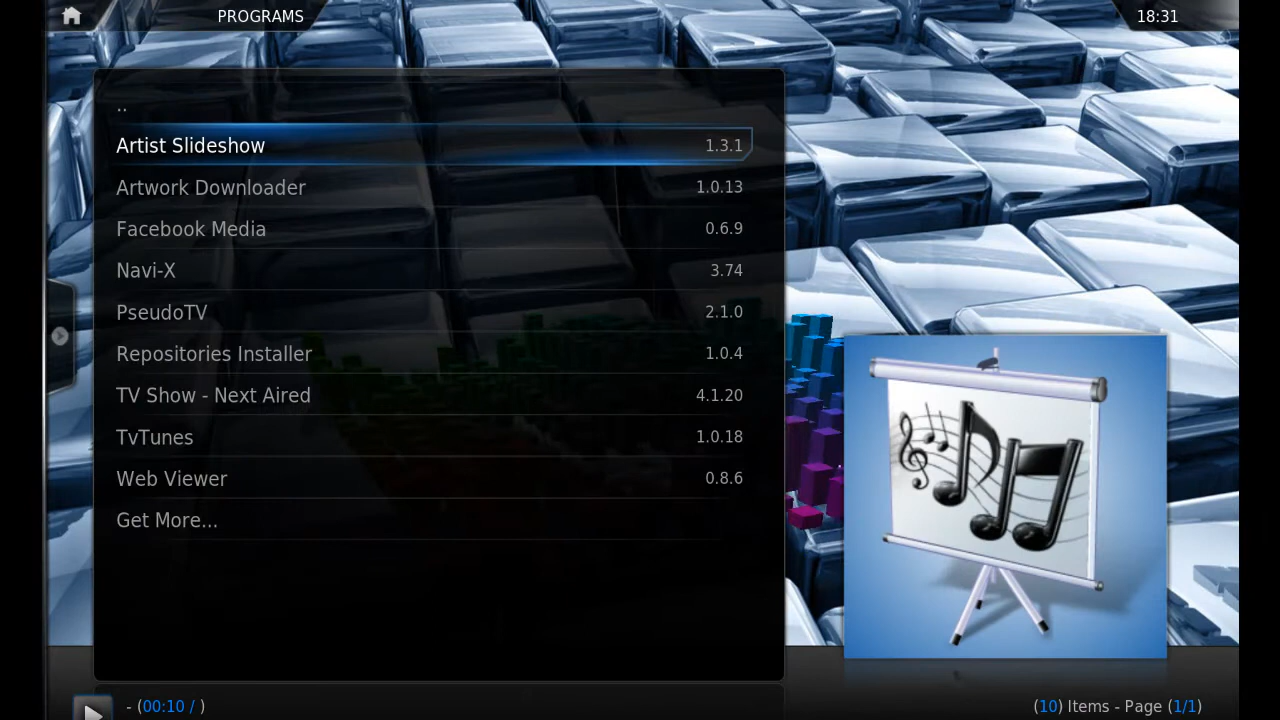 PROGRAMS 18:31
..
Artist Slideshow 1.3.1
Artwork Downloader 1.0.13
Facebook Media 0.6.9
Navi-X 3.74
PseudoTV 2.1.0
Repositories Installer 1.0.4
TV Show - Next Aired 4.1.20
TvTunes 1.0.18
Web Viewer 0.8.6
Get More...
- (00:10 / ) (10) Items - Page (1/1)